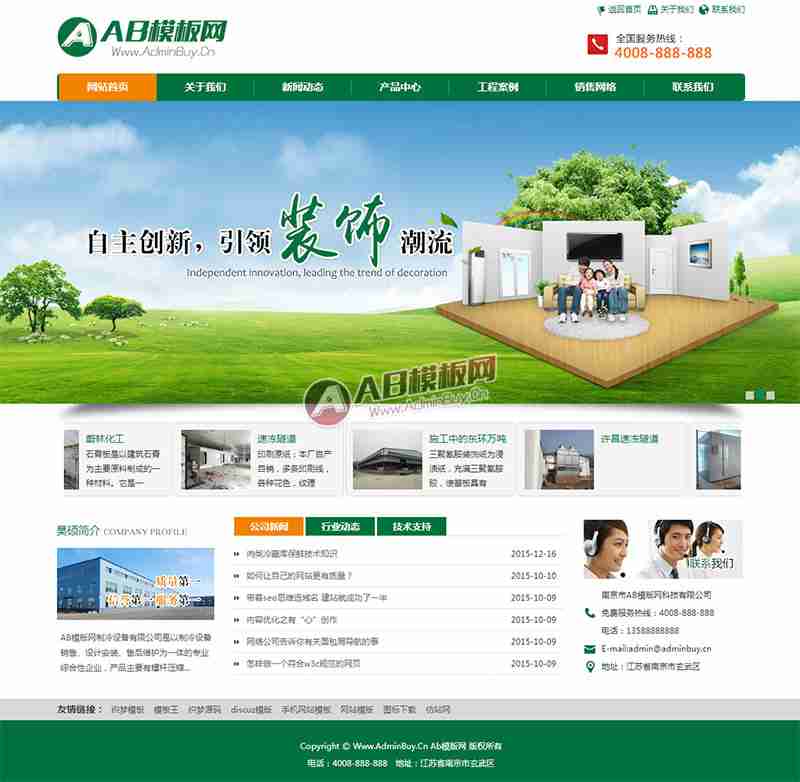 返回首页 关于我们 联系我们
AB模板网
Www.AdminBuy.Cn
全国服务热线：
4008-888-888
网站首页 关于我们 新闻动态 产品中心 工程案例 销售网络 联系我们
自主创新，引领 装饰 潮流
Independent innovation, leading the trend of decoration
AB模板网
Www.AdminBuy.Cn
蔚林化工
石膏板是以建筑石膏
为主要原料制成的一
种材料。它是一
速冻隧道
印刷原纸：本厂自产
自销，多条印刷线，
各种花色，纹理
施工中的东环万吨
三聚氰胺装饰纸为浸
渍纸，充满三聚氰胺
胶，使基板具有
许昌速冻隧道
昊硕简介 COMPANY PROFILE
质量第一
信誉第一 服务第一
AB模板网制冷设备有限公司是以制冷设备
销售、设计安装、售后维护为一体的专业
综合性企业，产品主要有螺杆压缩...
公司新闻 行业动态 技术支持
肉类冷藏库保鲜技术知识 2015-12-16
如何让自己的网站更有质量？ 2015-10-10
带着seo思维选域名 建站就成功了一半 2015-10-09
内容优化之有“心”创作 2015-10-09
网络公司告诉你有关面包屑导航的事 2015-10-09
怎样做一个符合w3c规范的网页 2015-10-09
联系我们
南京市AB模板网科技有限公司
免费服务热线：4008-888-888
电话：13588888888
E-mail:admin@adminbuy.cn
地址：江苏省南京市玄武区
友情链接： 织梦模板 模板王 织梦源码 discuz模版 手机网站模板 网站模板 图标下载 仿站网
Copyright © Www.AdminBuy.Cn Ab模板网 版权所有
电话：4008-888-888 地址：江苏省南京市玄武区